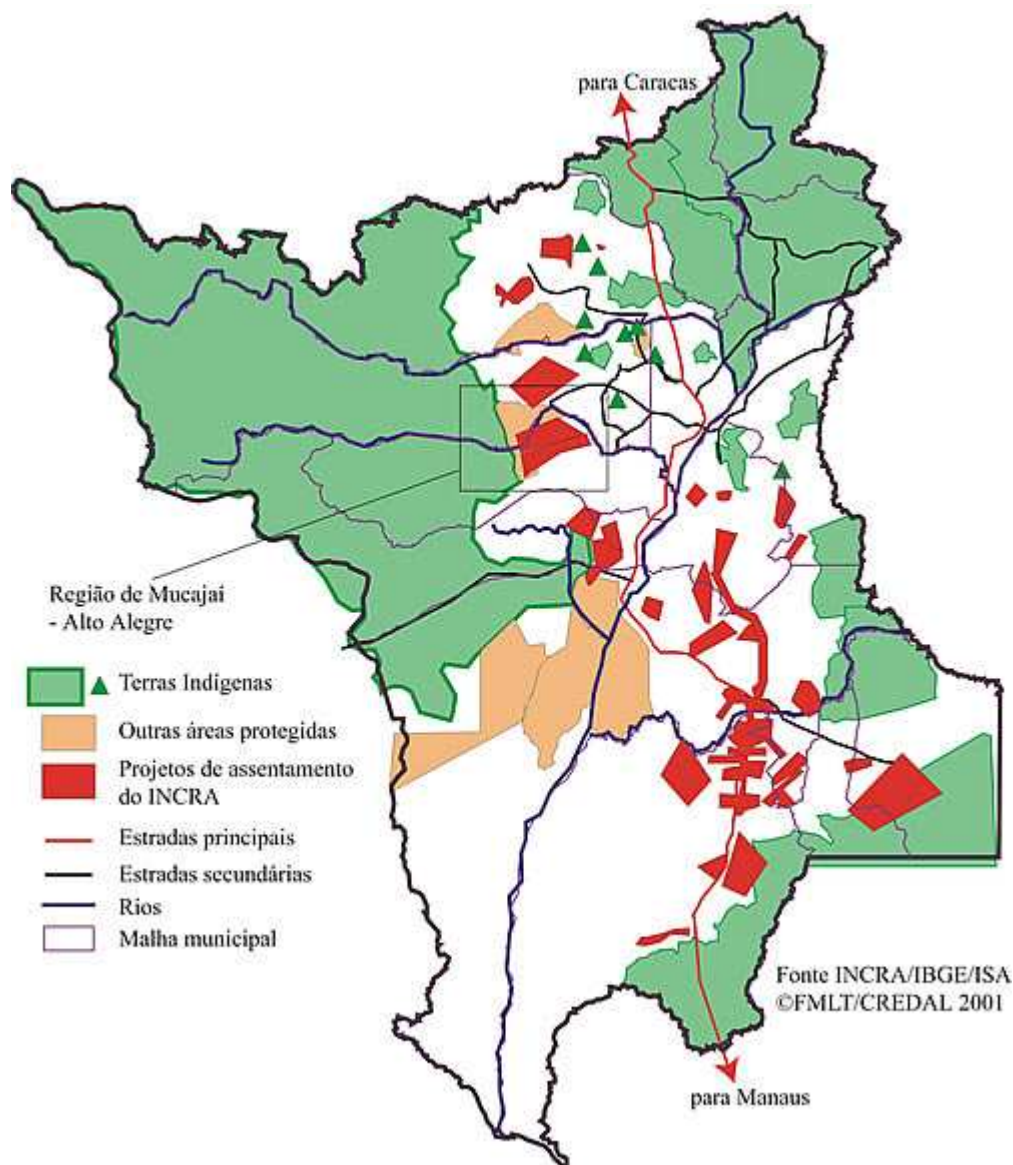 para Caracas
Região de Mucajaí
- Alto Alegre
Terras Indígenas
Outras áreas protegidas
Projetos de assentamento
do INCRA
Estradas principais
Estradas secundárias
Rios
Malha municipal
Fonte INCRA/IBGE/ISA
©FMLT/CREDAL 2001
para Manaus